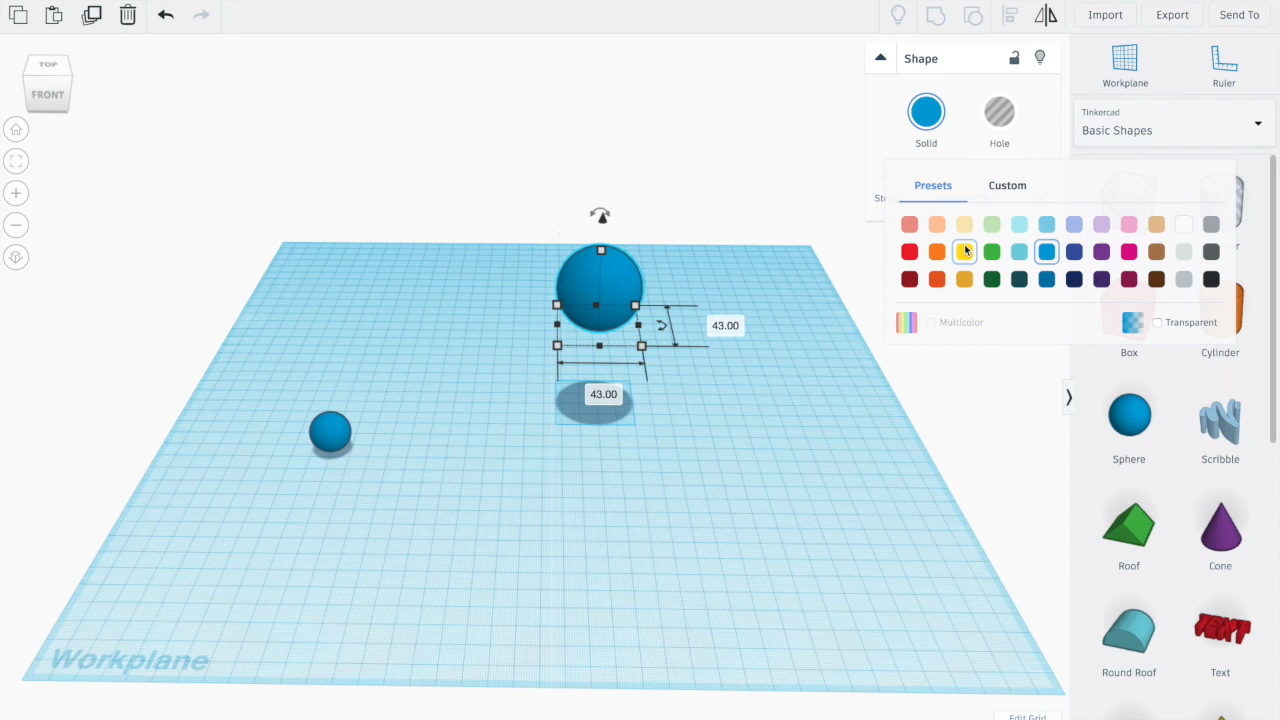 Import Export Send To
TOP
FRONT
Shape
Workplane Ruler
Tinkercad
Basic Shapes
Solid Hole
Presets Custom
Multicolor Transparent
43.00
43.00
Box Cylinder
Sphere Scribble
Roof Cone
TEXT
Round Roof Text
Workplane
Edit Grid